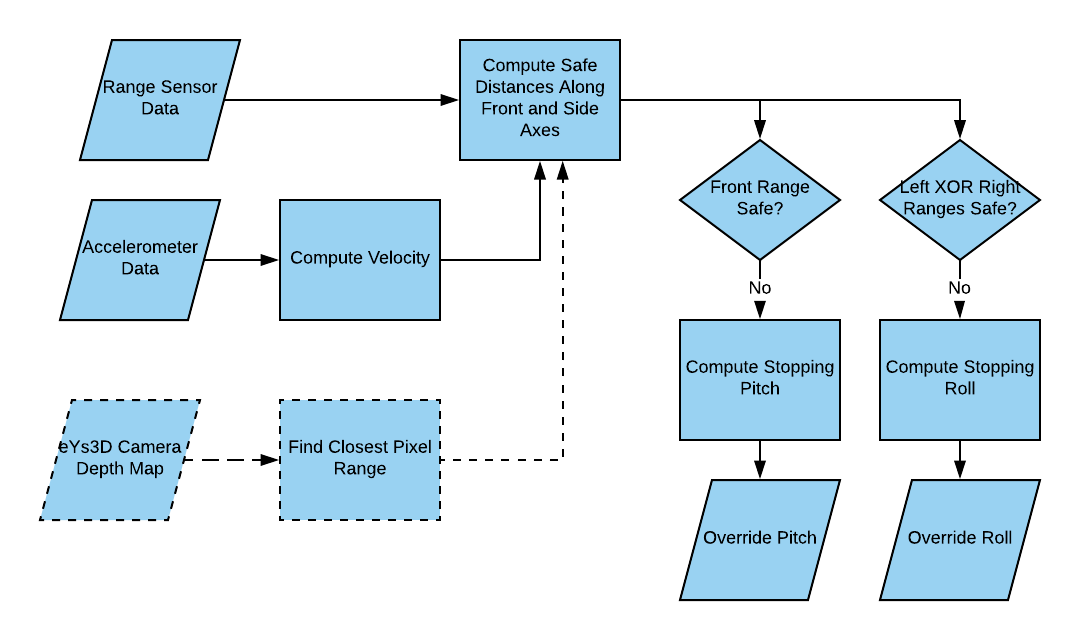 Range Sensor
Data
Compute Safe
Distances Along
Front and Side
Axes
Front Range
Safe?
Left XOR Right
Ranges Safe?
Accelerometer
Data
Compute Velocity
No
No
Compute Stopping
Pitch
Compute Stopping
Roll
eYs3D Camera
Depth Map
Find Closest Pixel
Range
Override Pitch
Override Roll